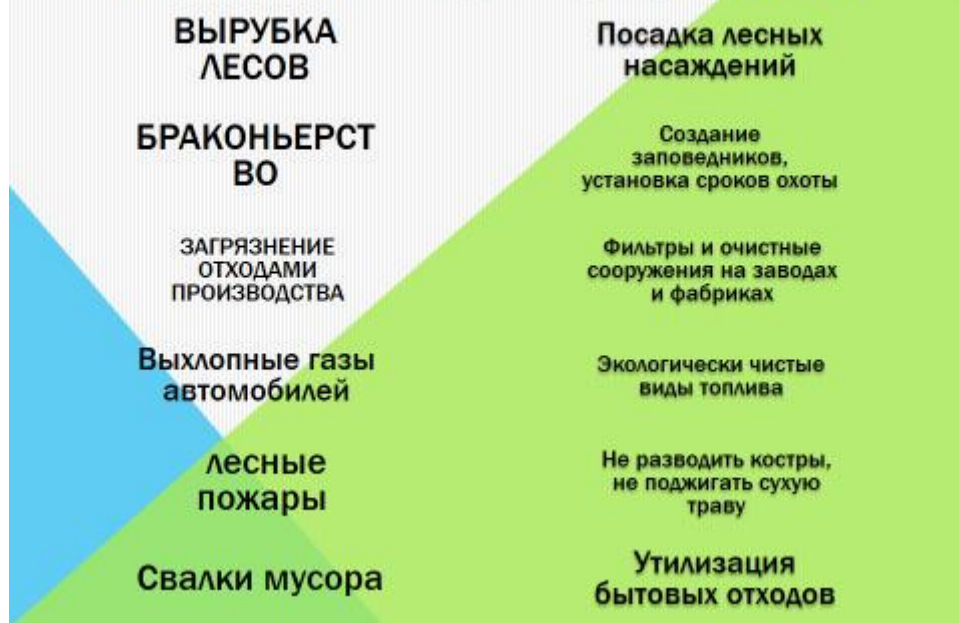 ВЫРУБКА
ЛЕСОВ
Посадка лесных
насаждений
БРАКОНЬЕРСТ
ВО
Создание
заповедников,
установка сроков охоты
ЗАГРЯЗНЕНИЕ
ОТХОДАМИ
ПРОИЗВОДСТВА
Фильтры и очистные
сооружения на заводах
и фабриках
Выхлопные газы
автомобилей
Экологически чистые
виды топлива
лесные
пожары
Не разводить костры,
не поджигать сухую
траву
Свалки мусора
Утилизация
бытовых отходов